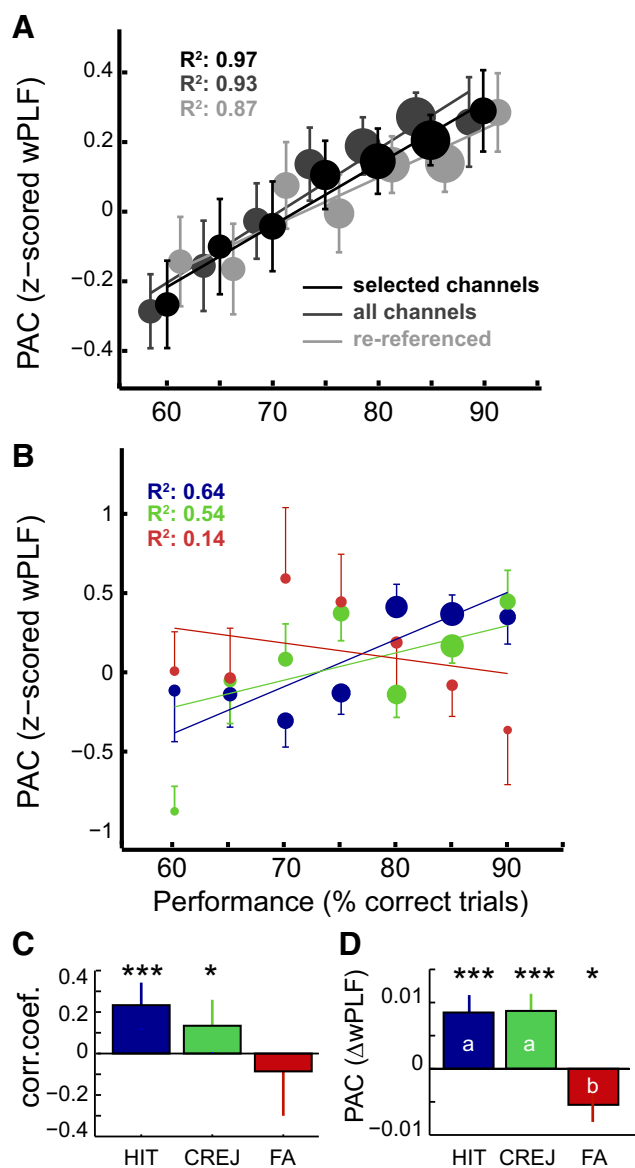 A
R²: 0.97
R²: 0.93
R²: 0.87
PAC (z−scored wPLF)
0.4
0.2
0
−0.2
−0.4
selected channels
all channels
re-referenced
60 70 80 90
B
R²: 0.64
R²: 0.54
R²: 0.14
PAC (z−scored wPLF)
1
0.5
0
−0.5
−1
60 70 80 90
Performance (% correct trials)
C
*** *
corr.coef.
0.4
0.2
0
−0.2
−0.4
HIT CREJ FA
D
*** *** *
PAC (ΔwPLF)
0.01
0
−0.01
a a b
HIT CREJ FA